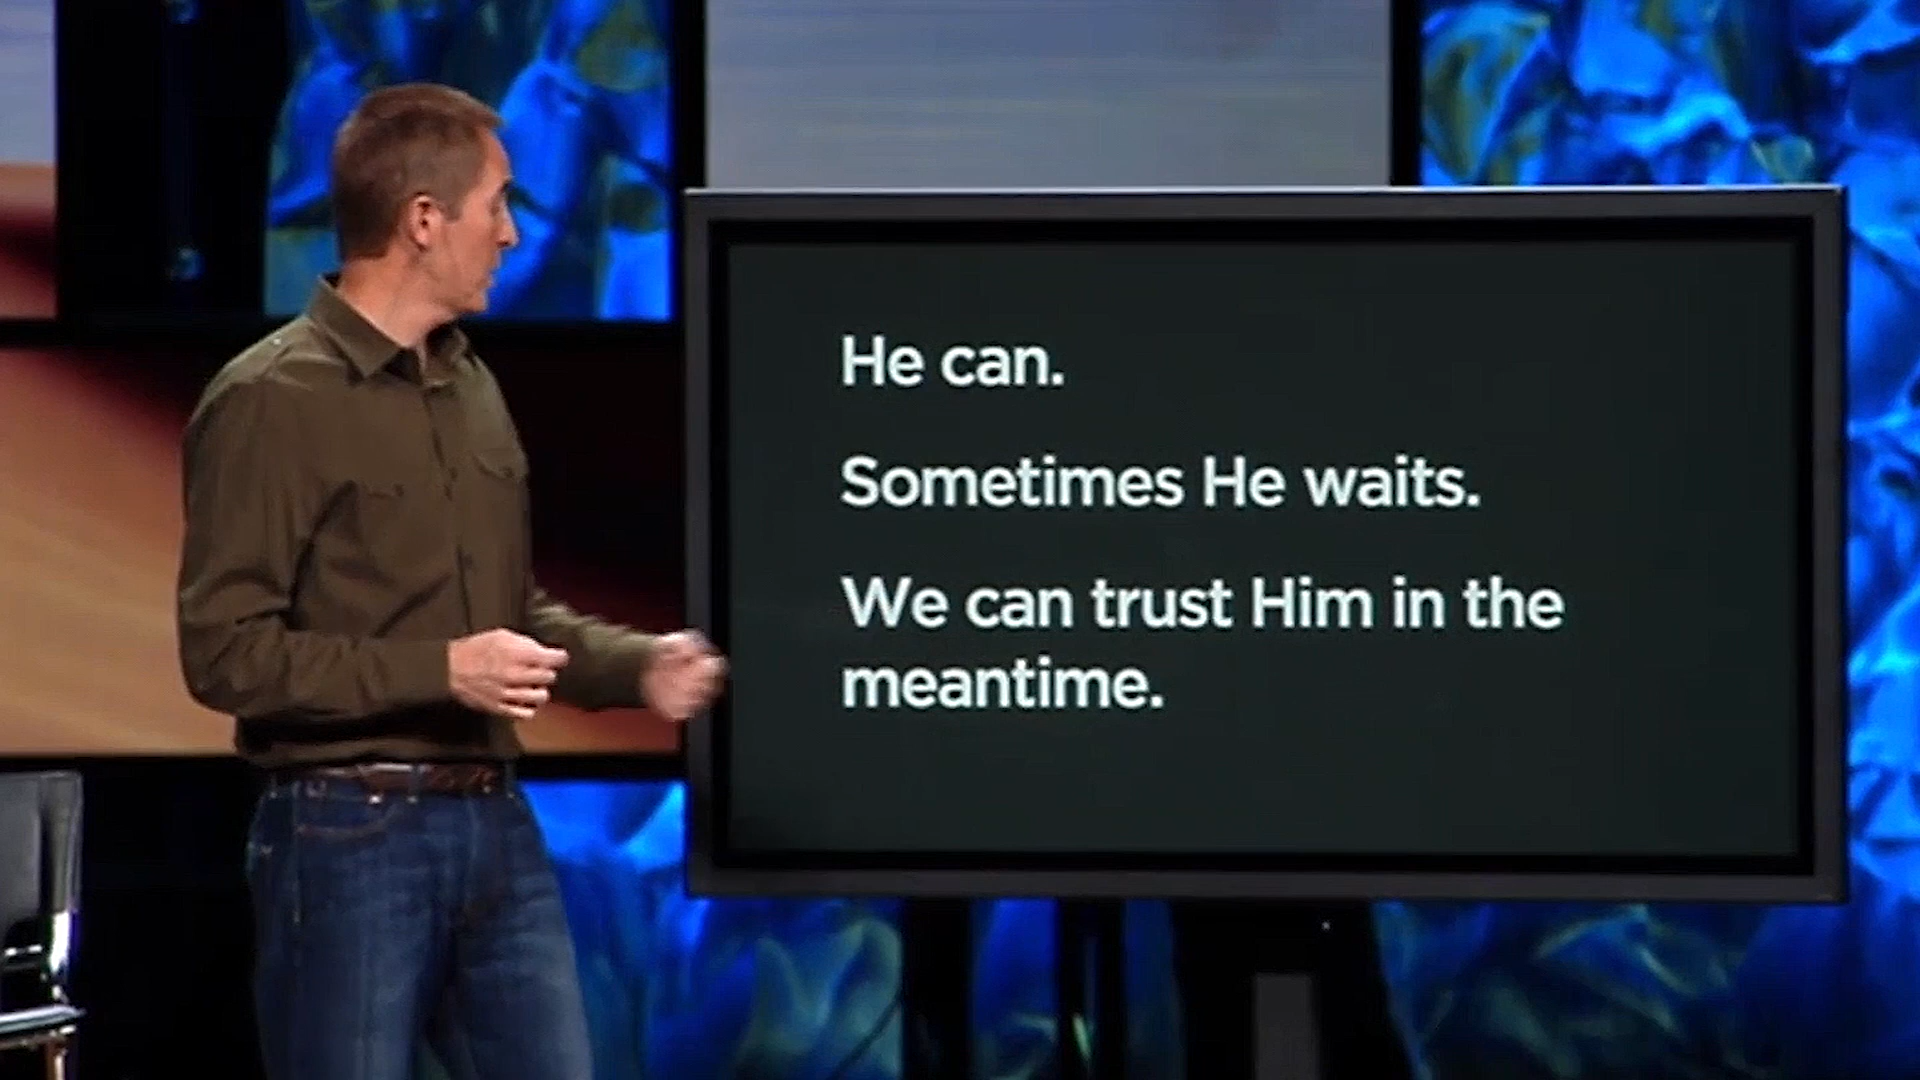 He can.
Sometimes He waits.
We can trust Him in the
meantime.